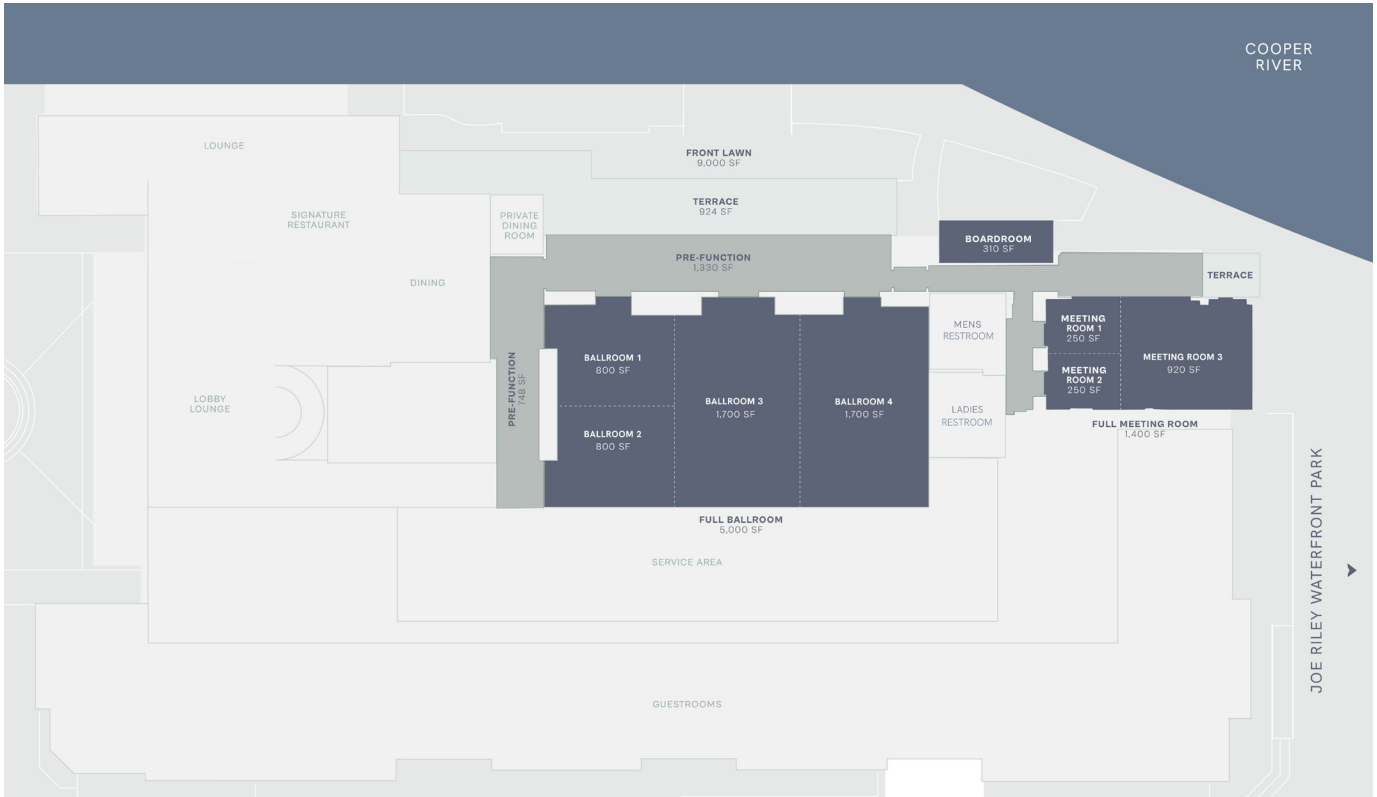 COOPER
RIVER
LOUNGE
FRONT LAWN
9,000 SF
SIGNATURE
RESTAURANT
PRIVATE
DINING
ROOM
TERRACE
924 SF
BOARDROOM
310 SF
PRE-FUNCTION
1,330 SF
TERRACE
DINING
MENS
RESTROOM
MEETING
ROOM 1
250 SF
MEETING ROOM 3
920 SF
MEETING
ROOM 2
250 SF
BALLROOM 1
800 SF
PRE-FUNCTION
748 SF
BALLROOM 3
1,700 SF
BALLROOM 4
1,700 SF
LOBBY
LOUNGE
LADIES
RESTROOM
BALLROOM 2
800 SF
FULL MEETING ROOM
1,400 SF
FULL BALLROOM
5,000 SF
SERVICE AREA
JOE RILEY WATERFRONT PARK
GUESTROOMS